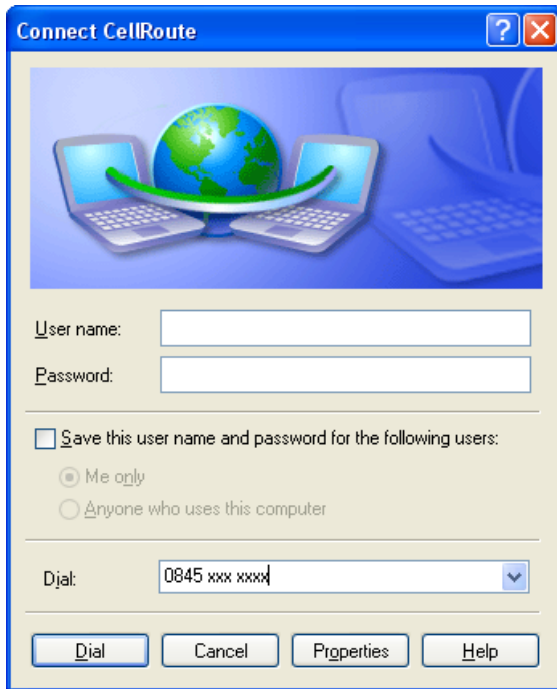 Connect CellRoute
User name:
Password:
Save this user name and password for the following users:
Me only
Anyone who uses this computer
Dial:
0845 xxx xxxx
Dial
Cancel
Properties
Help